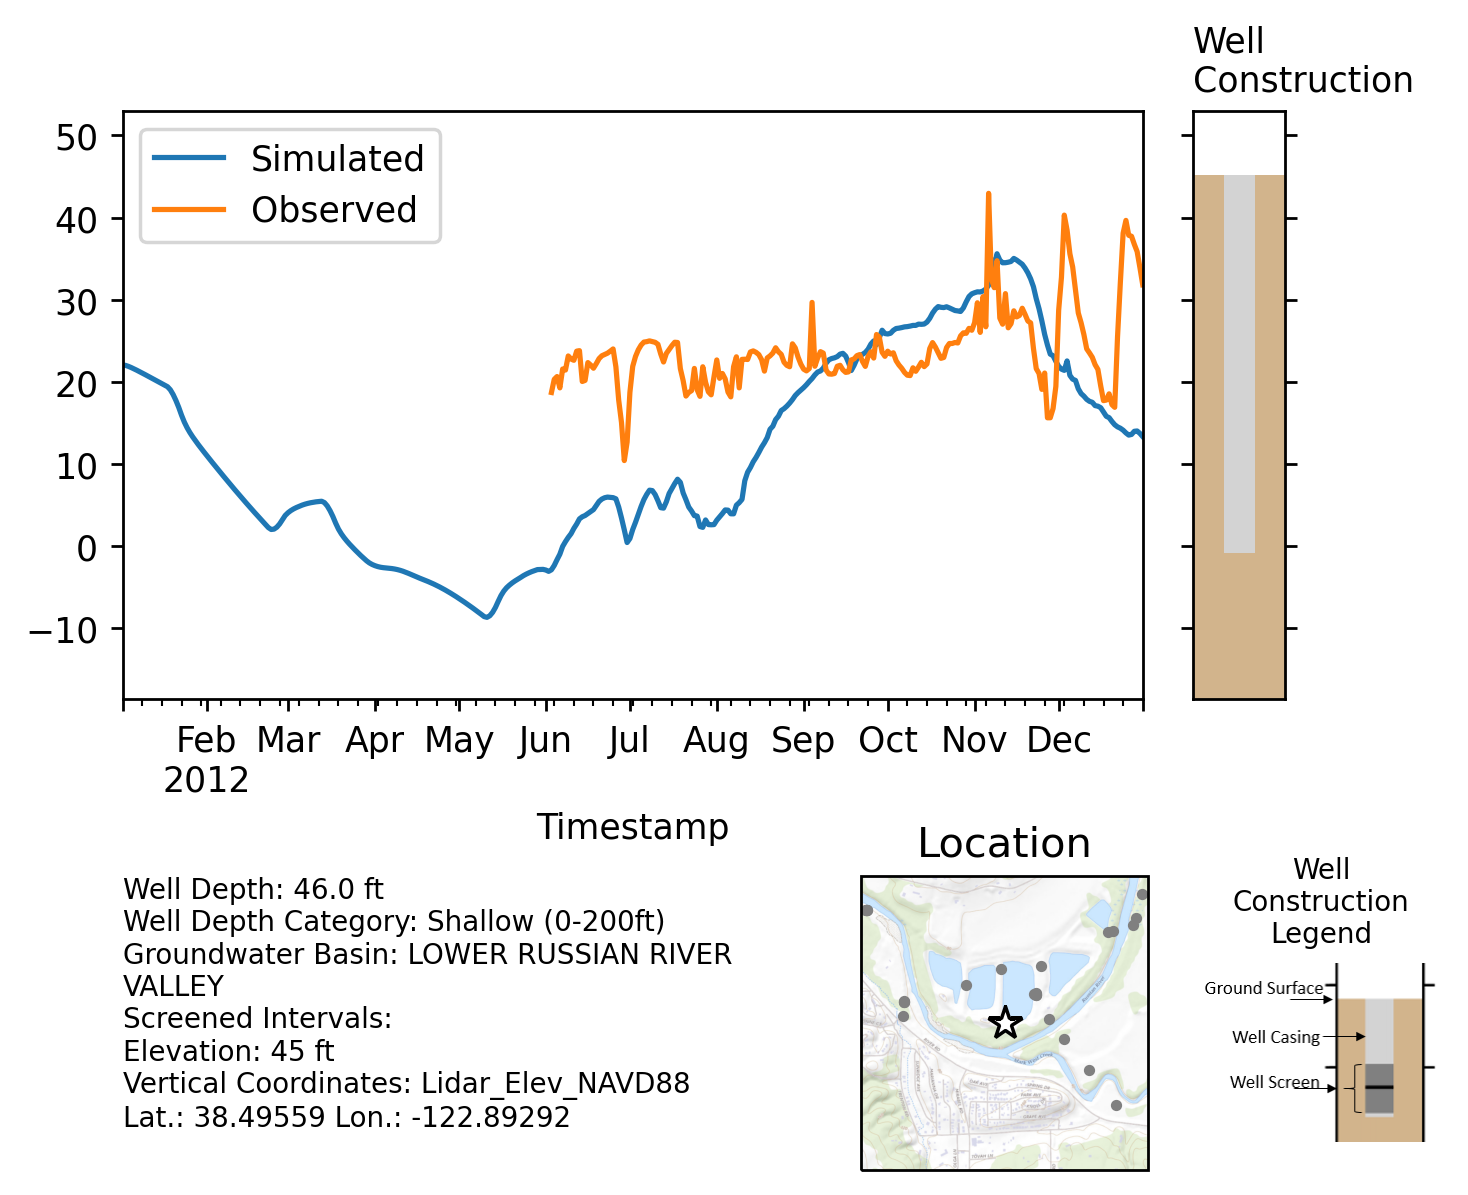 Well
Construction
50
40
30
20
10
0
−10
Simulated
Observed
Feb Mar Apr May Jun Jul Aug Sep Oct Nov Dec
2012
Timestamp
Well Depth: 46.0 ft
Well Depth Category: Shallow (0-200ft)
Groundwater Basin: LOWER RUSSIAN RIVER
VALLEY
Screened Intervals:
Elevation: 45 ft
Vertical Coordinates: Lidar_Elev_NAVD88
Lat.: 38.49559 Lon.: -122.89292
Location
Well
Construction
Legend
Ground Surface
Well Casing
Well Screen